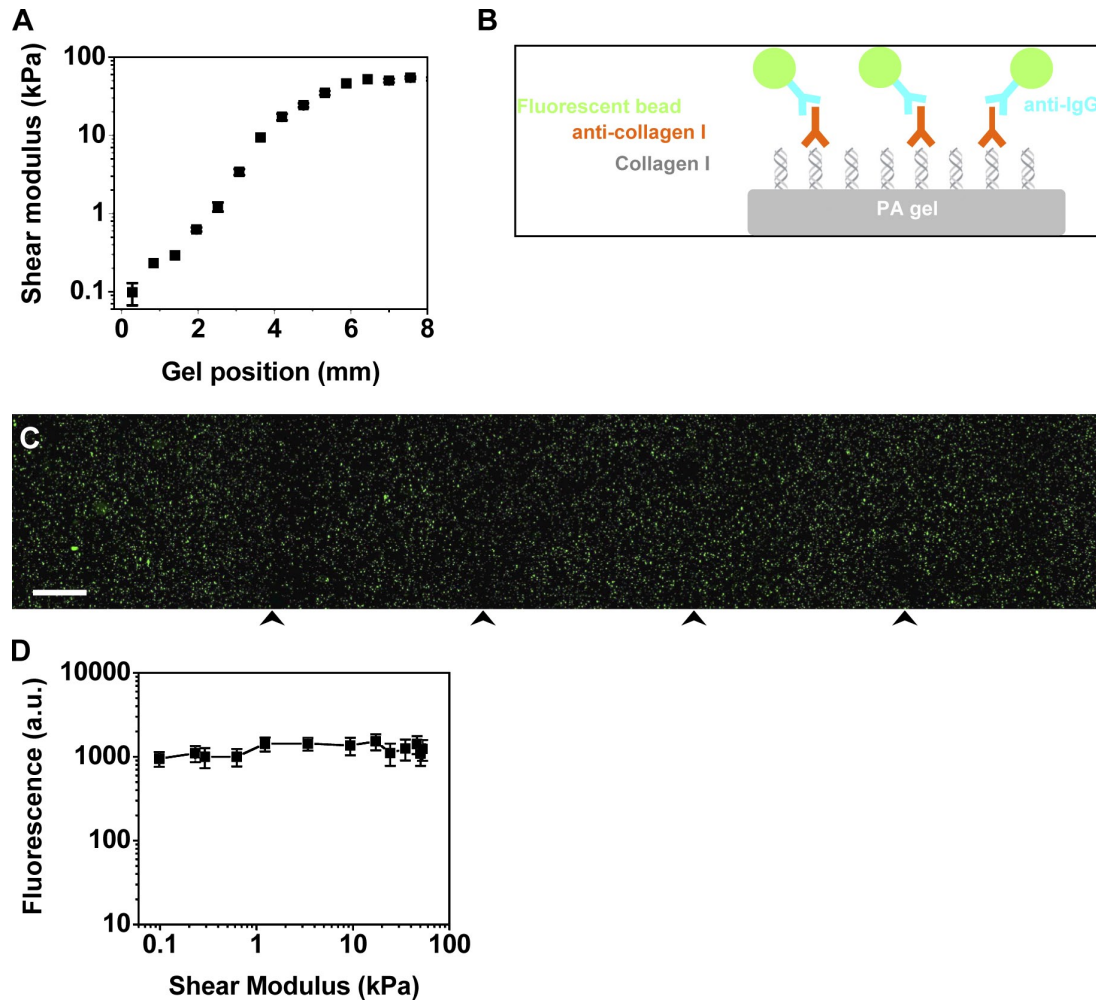 A
Shear modulus (kPa)
100
10
1
0.1
0 2 4 6 8
Gel position (mm)
B
Fluorescent bead
anti-collagen I
Collagen I
anti-IgG
PA gel
C
D
Fluorescence (a.u.)
10000
1000
100
10
0.1 1 10 100
Shear Modulus (kPa)